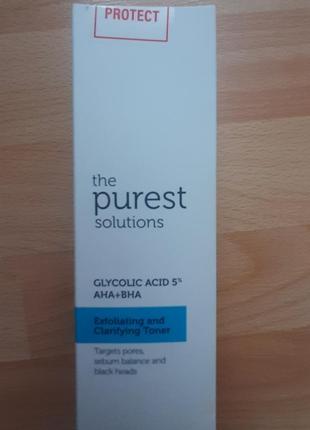 PROTECT
the
purest
solutions
GLYCOLIC ACID 5%
AHA+BHA
Exfoliating and
Clarifying Toner
Targets pores,
sebum balance and
black heads